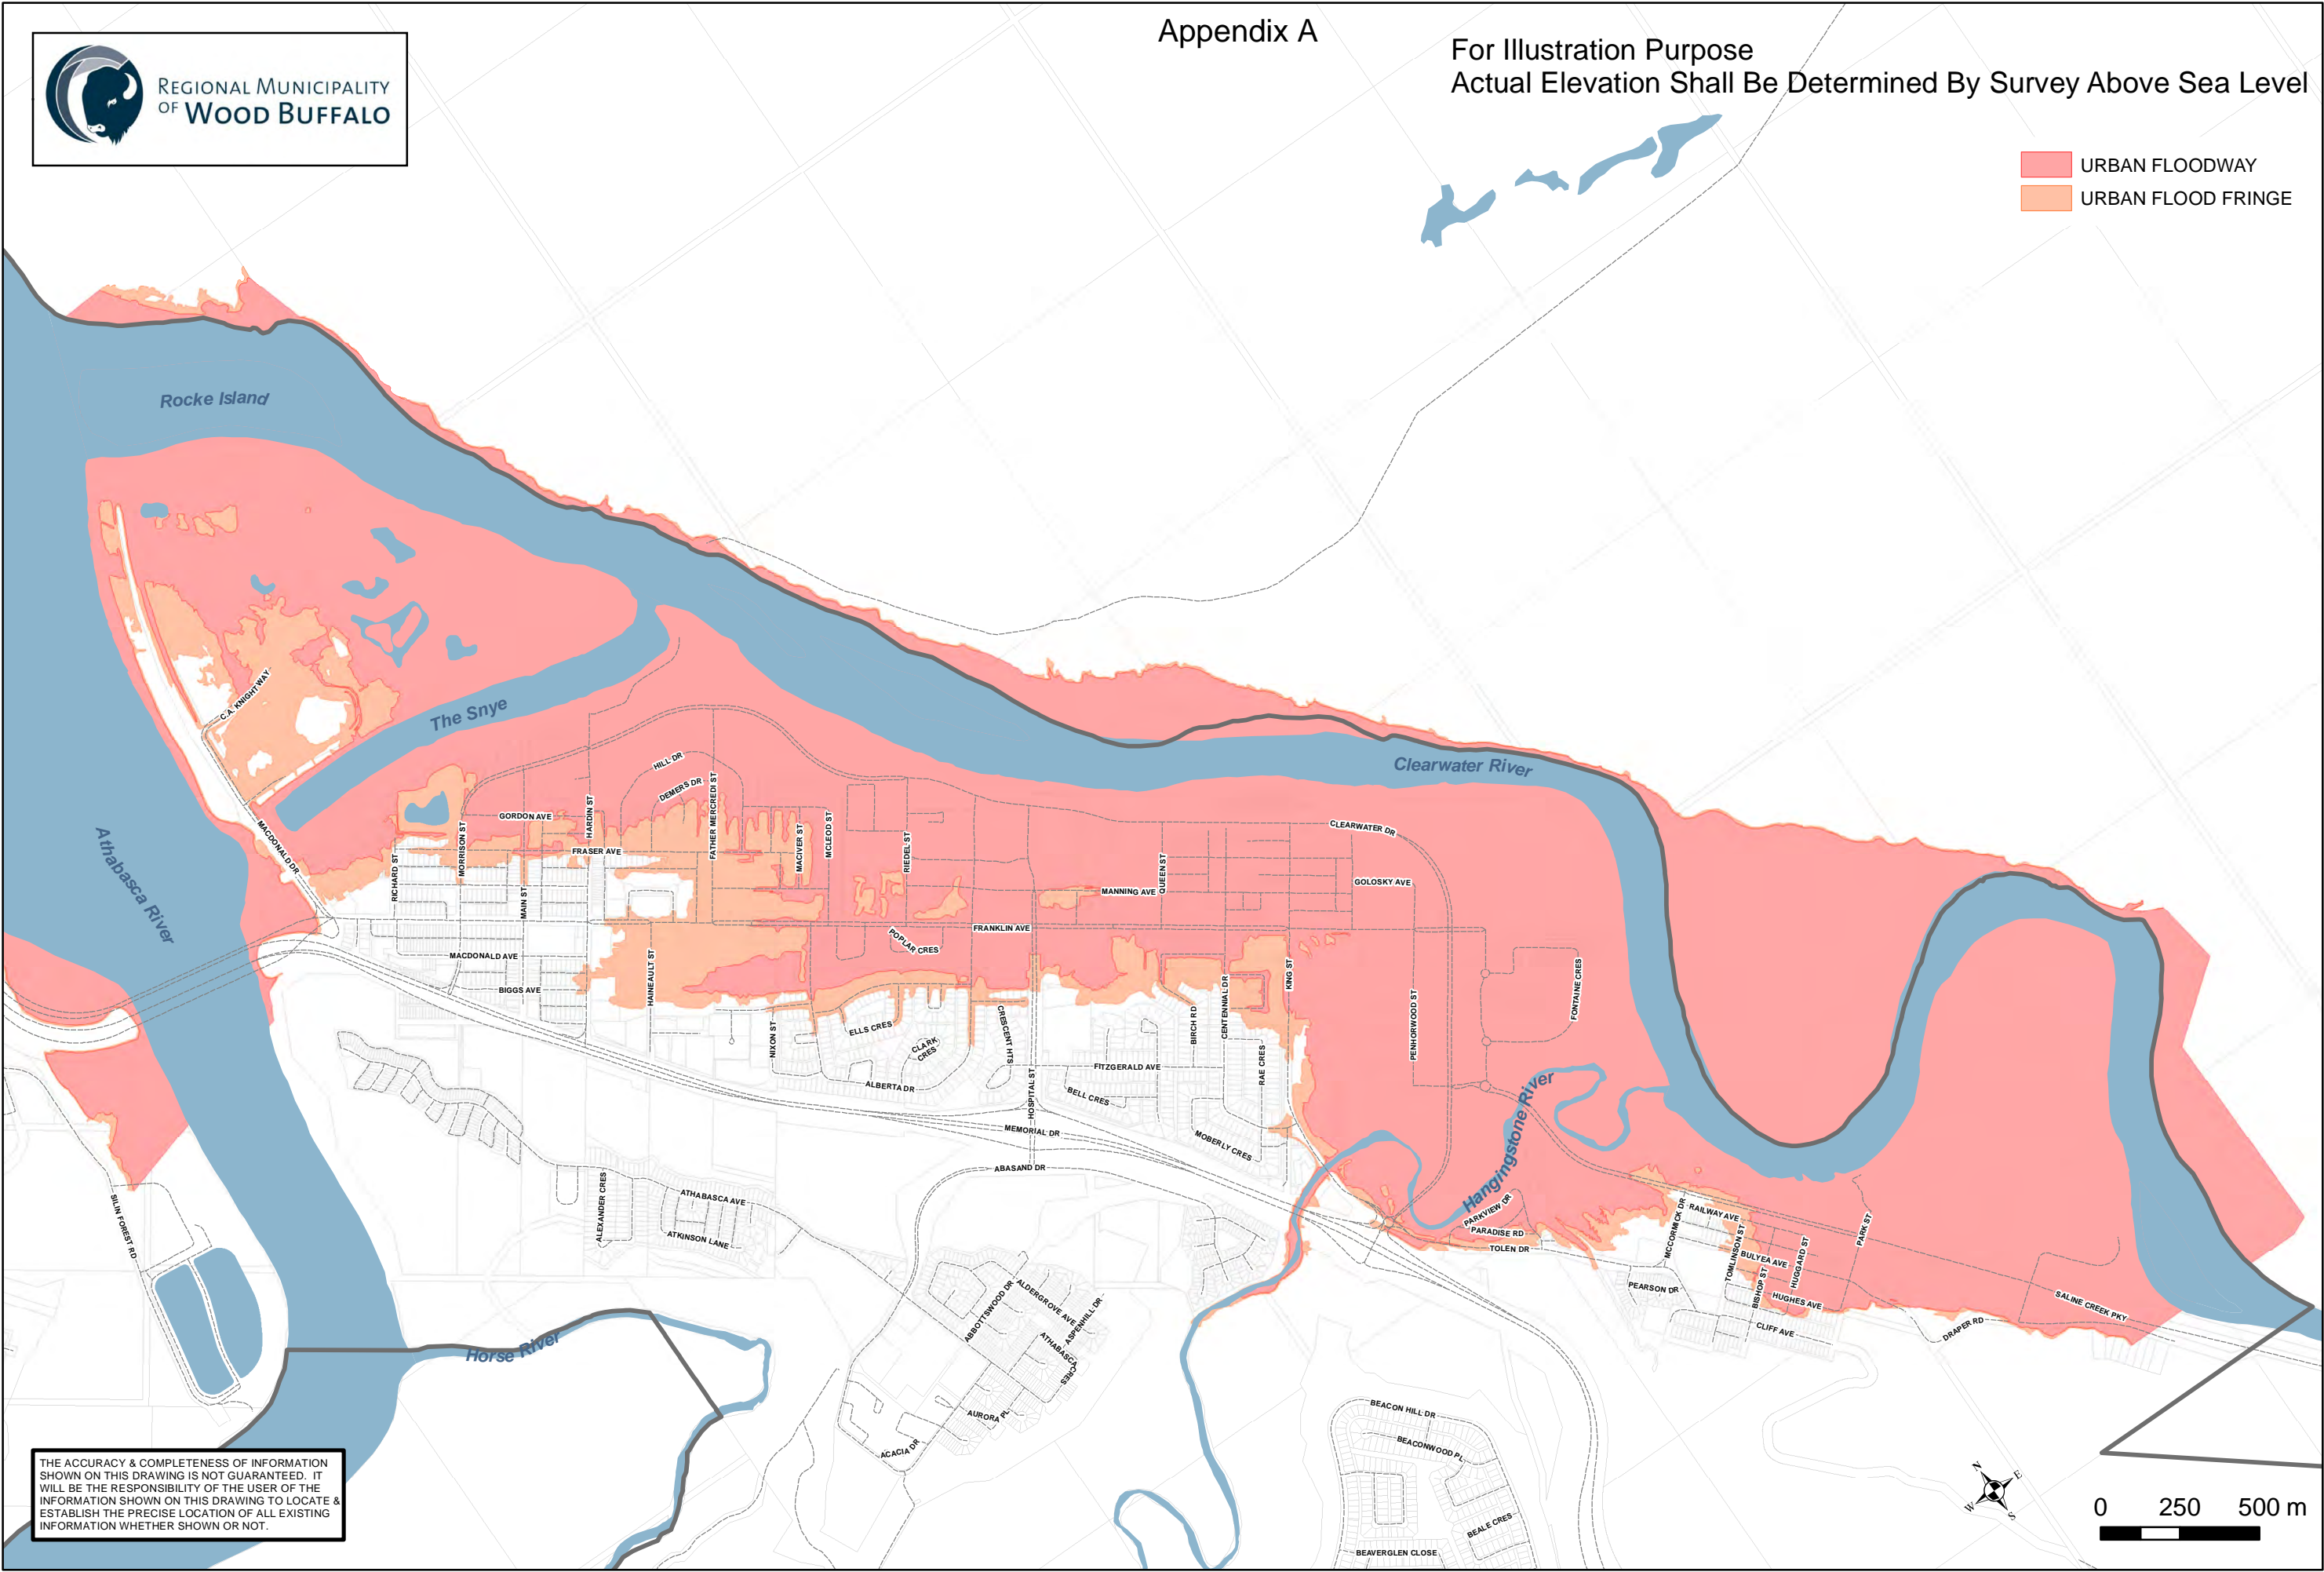 Appendix A
For Illustration Purpose
Actual Elevation Shall Be Determined By Survey Above Sea Level
REGIONAL MUNICIPALITY
OF WOOD BUFFALO
URBAN FLOODWAY
URBAN FLOOD FRINGE
Rocke Island
C.A. KNIGHT WAY
The Snye
Clearwater River
Athabasca River
MACDONALD DR
HILL DR
DEMERS DR
GORDON AVE
HARDIN ST
FATHER MERCREDI ST
MORRISON ST
FRASER AVE
RICHARD ST
MAIN ST
MACIVER ST
MCLEOD ST
RIEDEL ST
CLEARWATER DR
MANNING AVE
QUEEN ST
GOLOSKY AVE
FRANKLIN AVE
POPLAR CRES
MACDONALD AVE
BIGGS AVE
HAINEAULT ST
KING ST
PENHORWOOD ST
FONTAINE CRES
NIXON ST
ELLS CRES
CLARK
CRES
CRESCENT HTS
BIRCH RD
CENTENNIAL DR
RAE CRES
ALBERTA DR
HOSPITAL ST
FITZGERALD AVE
BELL CRES
MEMORIAL DR
MOBERLY CRES
ABASAND DR
Hangingstone River
PARKVIEW DR
PARADISE RD
TOLEN DR
MCCORMICK DR
RAILWAY AVE
TOMLINSON ST
BULYEA AVE
BISHOP ST
HUGGARD ST
PARK ST
HUGHES AVE
PEARSON DR
CLIFF AVE
DRAPER RD
SALINE CREEK PKY
SILIN FOREST RD
ALEXANDER CRES
ATHABASCA AVE
ATKINSON LANE
ABBOTTSWOOD DR
ALDERGROVE AVE
ASPENHILL DR
ATHABASCA CRES
AURORA PL
ACACIA DR
Horse River
BEACON HILL DR
BEACONWOOD PL
BEALE CRES
BEAVERGLEN CLOSE
THE ACCURACY & COMPLETENESS OF INFORMATION
SHOWN ON THIS DRAWING IS NOT GUARANTEED. IT
WILL BE THE RESPONSIBILITY OF THE USER OF THE
INFORMATION SHOWN ON THIS DRAWING TO LOCATE &
ESTABLISH THE PRECISE LOCATION OF ALL EXISTING
INFORMATION WHETHER SHOWN OR NOT.
N
E
W
S
0 250 500 m